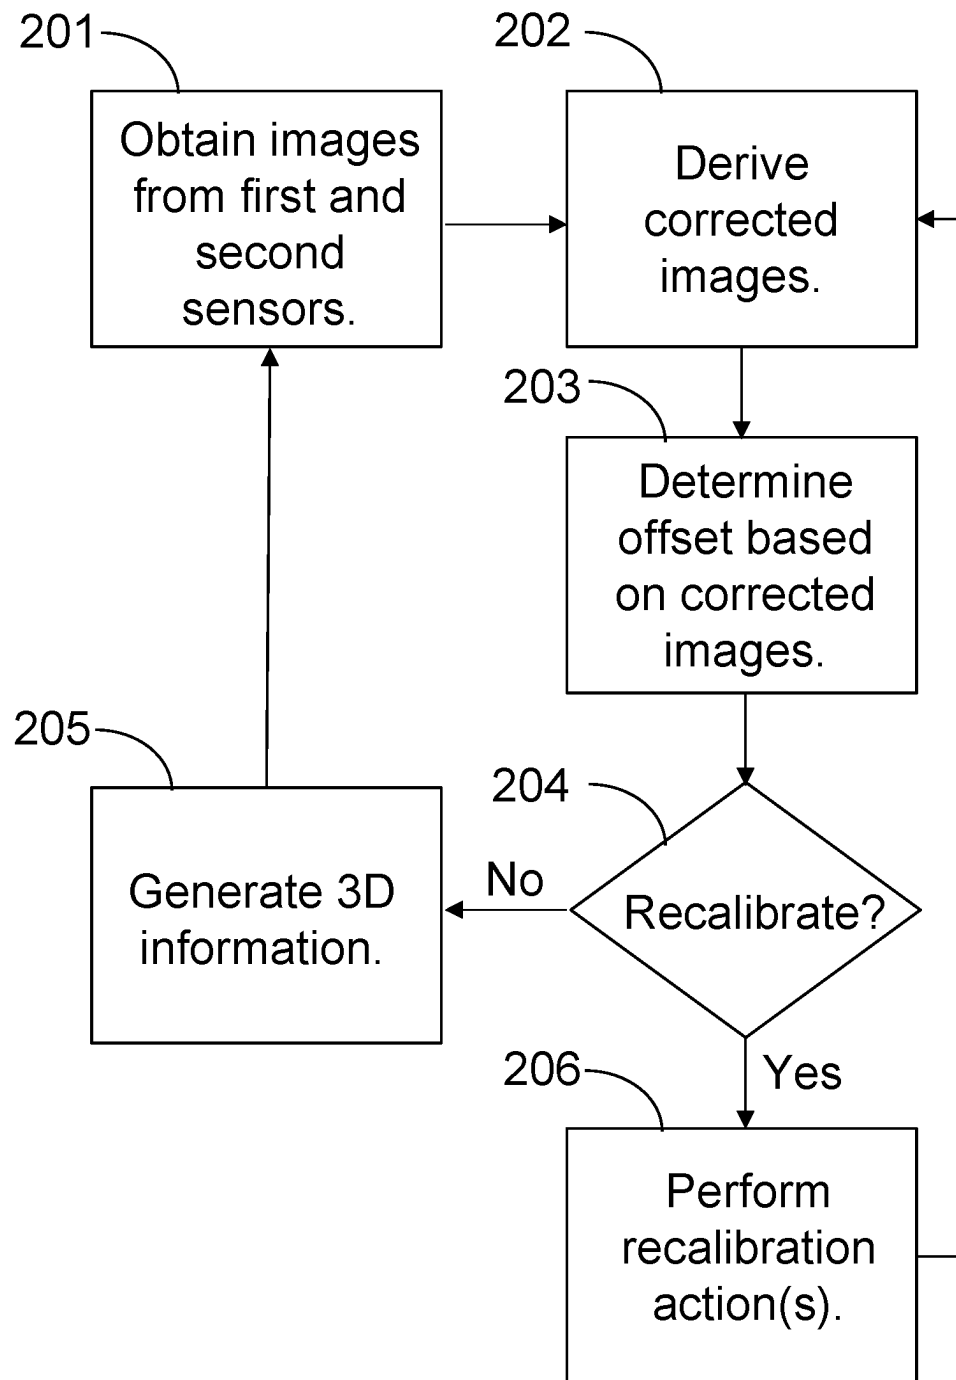 201
Obtain images
from first and
second
sensors.
202
Derive
corrected
images.
203
Determine
offset based
on corrected
images.
204
Recalibrate?
No
Yes
205
Generate 3D
information.
206
Perform
recalibration
action(s).